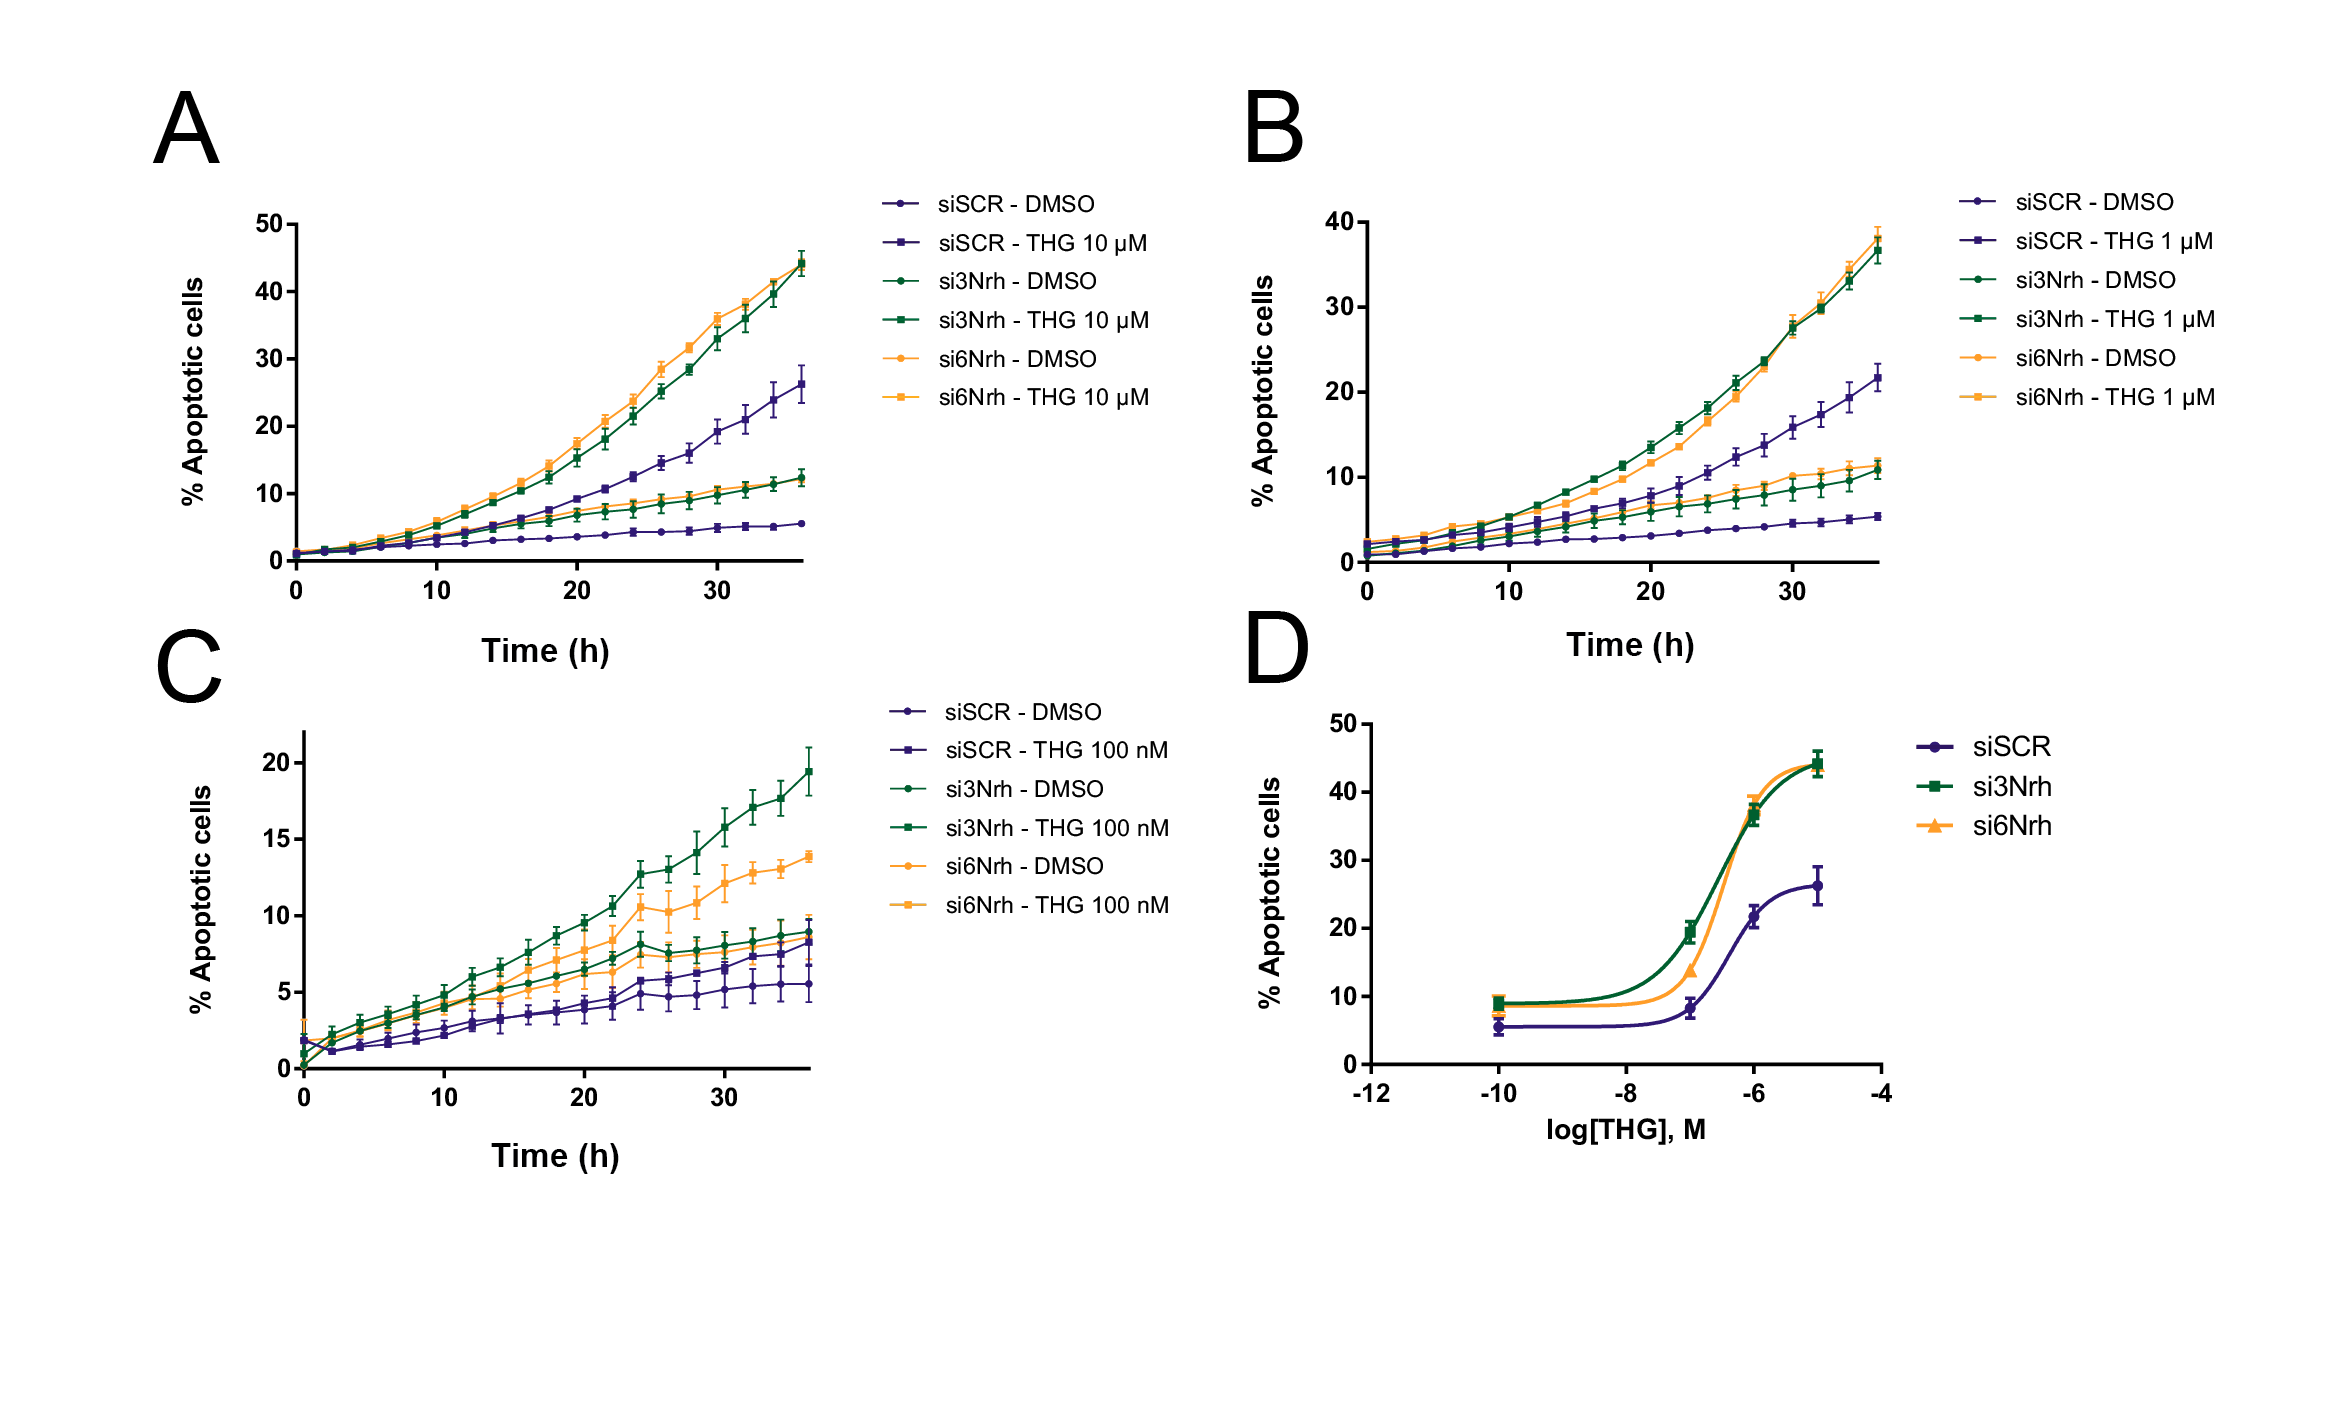 A
50
40
30
20
10
0
0 10 20 30
% Apoptotic cells
Time (h)
siSCR - DMSO
siSCR - THG 10 µM
si3Nrh - DMSO
si3Nrh - THG 10 µM
si6Nrh - DMSO
si6Nrh - THG 10 µM
B
40
30
20
10
0
0 10 20 30
% Apoptotic cells
Time (h)
siSCR - DMSO
siSCR - THG 1 µM
si3Nrh - DMSO
si3Nrh - THG 1 µM
si6Nrh - DMSO
si6Nrh - THG 1 µM
C
20
15
10
5
0
0 10 20 30
% Apoptotic cells
Time (h)
siSCR - DMSO
siSCR - THG 100 nM
si3Nrh - DMSO
si3Nrh - THG 100 nM
si6Nrh - DMSO
si6Nrh - THG 100 nM
D
50
40
30
20
10
0
-12 -10 -8 -6 -4
% Apoptotic cells
log[THG], M
siSCR
si3Nrh
si6Nrh